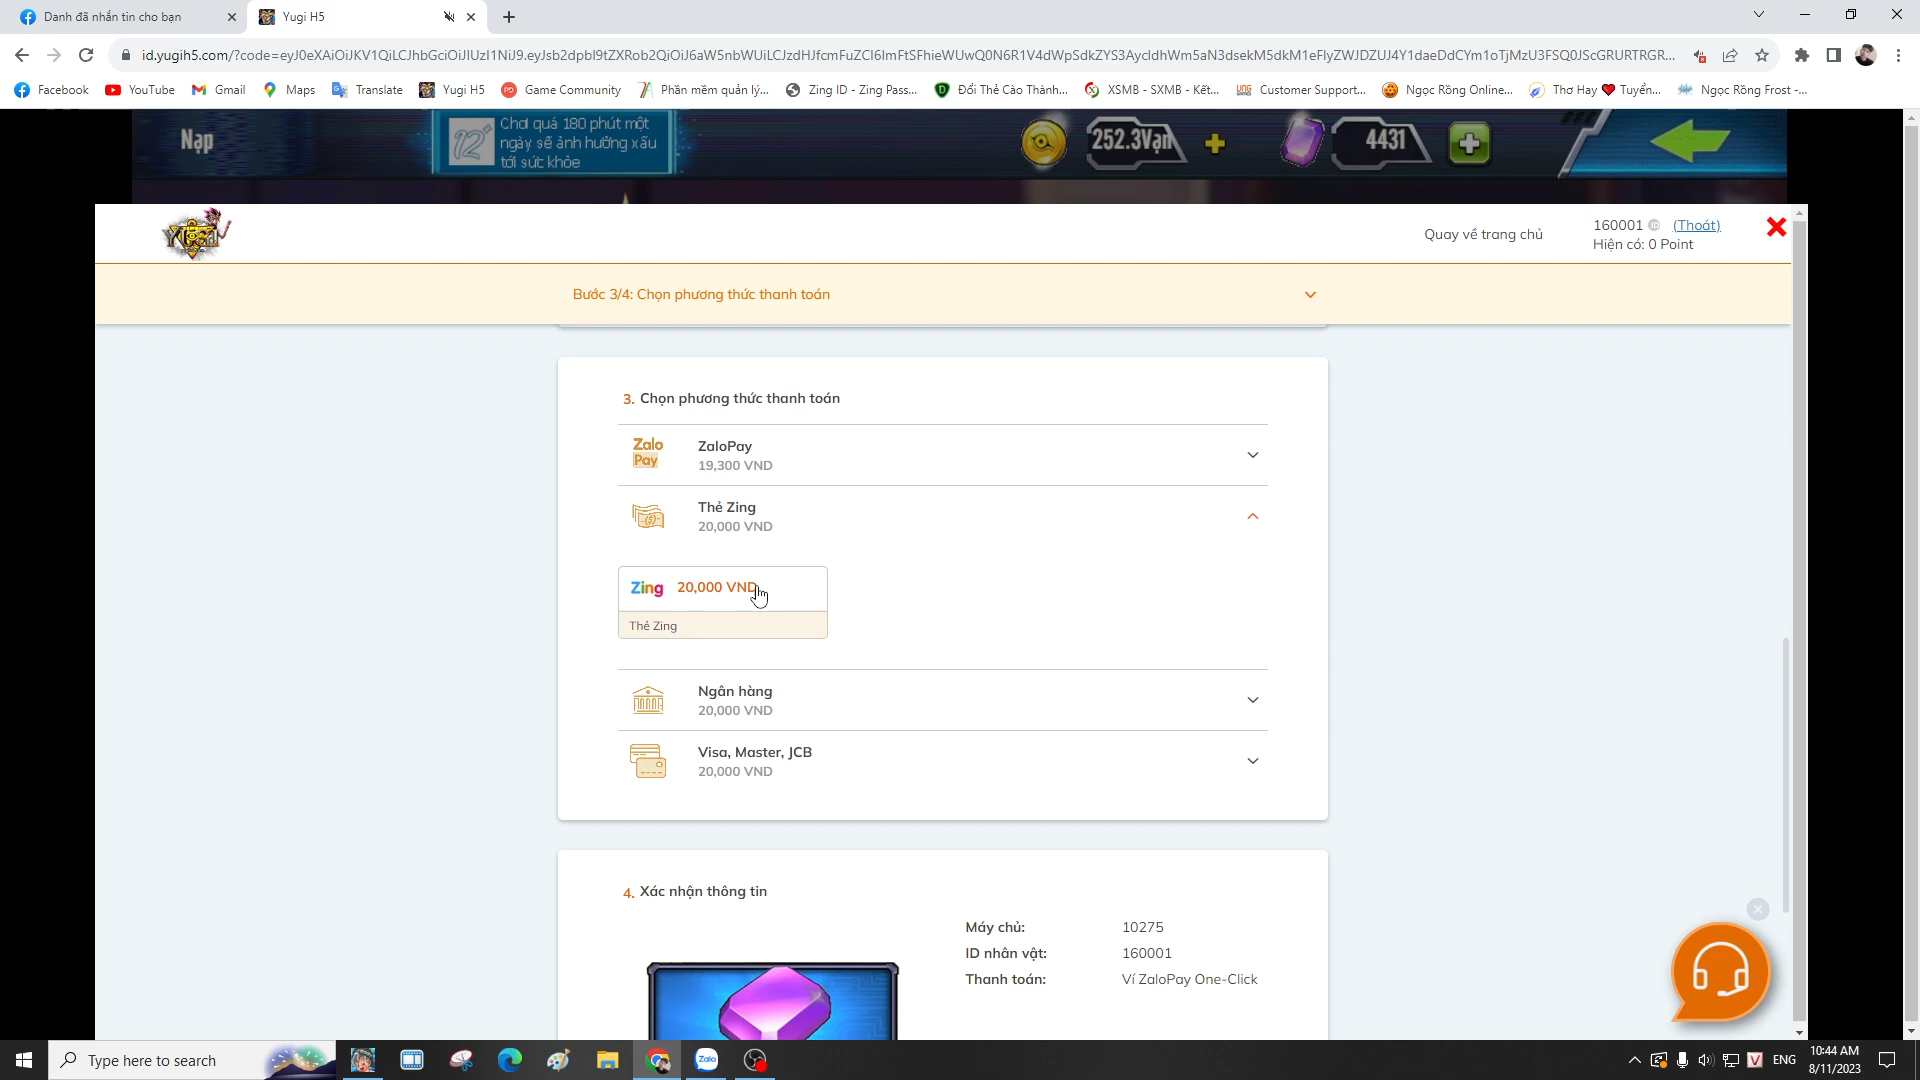 Danh đã nhắn tin cho bạn
Yugi H5
id.yugih5.com/?code=eyJ0eXAiOiJKV1QiLCJhbGciOiJIUzI1NiJ9.eyJsb2dpbl9tZXRob2QiOiJ6aW5nbWUiLCJzdHJfcmFuZCI6ImFtSFhieWUwQ0N6R1V4dWpSdkZYS3AycldhWm5aN3dsekM5dkM1eFlyZWJDZUJ4Y1daeDdCYm1oTjMzU3FSQ0JScGRURTRGR...
Facebook
YouTube
Gmail
Maps
Translate
Yugi H5
Game Community
Phần mềm quản lý...
Zing ID - Zing Pass...
Đổi Thẻ Cào Thành...
XSMB - SXMB - Kết...
Customer Support...
Ngọc Rồng Online...
Thơ Hay ❤ Tuyển...
Ngọc Rồng Frost -...
Nạp
12+
Chơi quá 180 phút một
ngày sẽ ảnh hưởng xấu
tới sức khỏe
252.3Vạn
4431
Quay về trang chủ
160001 (Thoát)
Hiện có: 0 Point
Bước 3/4: Chọn phương thức thanh toán
3. Chọn phương thức thanh toán
Zalo
Pay
ZaloPay
19,300 VND
Thẻ Zing
20,000 VND
Zing 20,000 VND
Thẻ Zing
Ngân hàng
20,000 VND
Visa, Master, JCB
20,000 VND
4. Xác nhận thông tin
Máy chủ: 10275
ID nhân vật: 160001
Thanh toán: Ví ZaloPay One-Click
Type here to search
Zalo
ENG
10:44 AM
8/11/2023